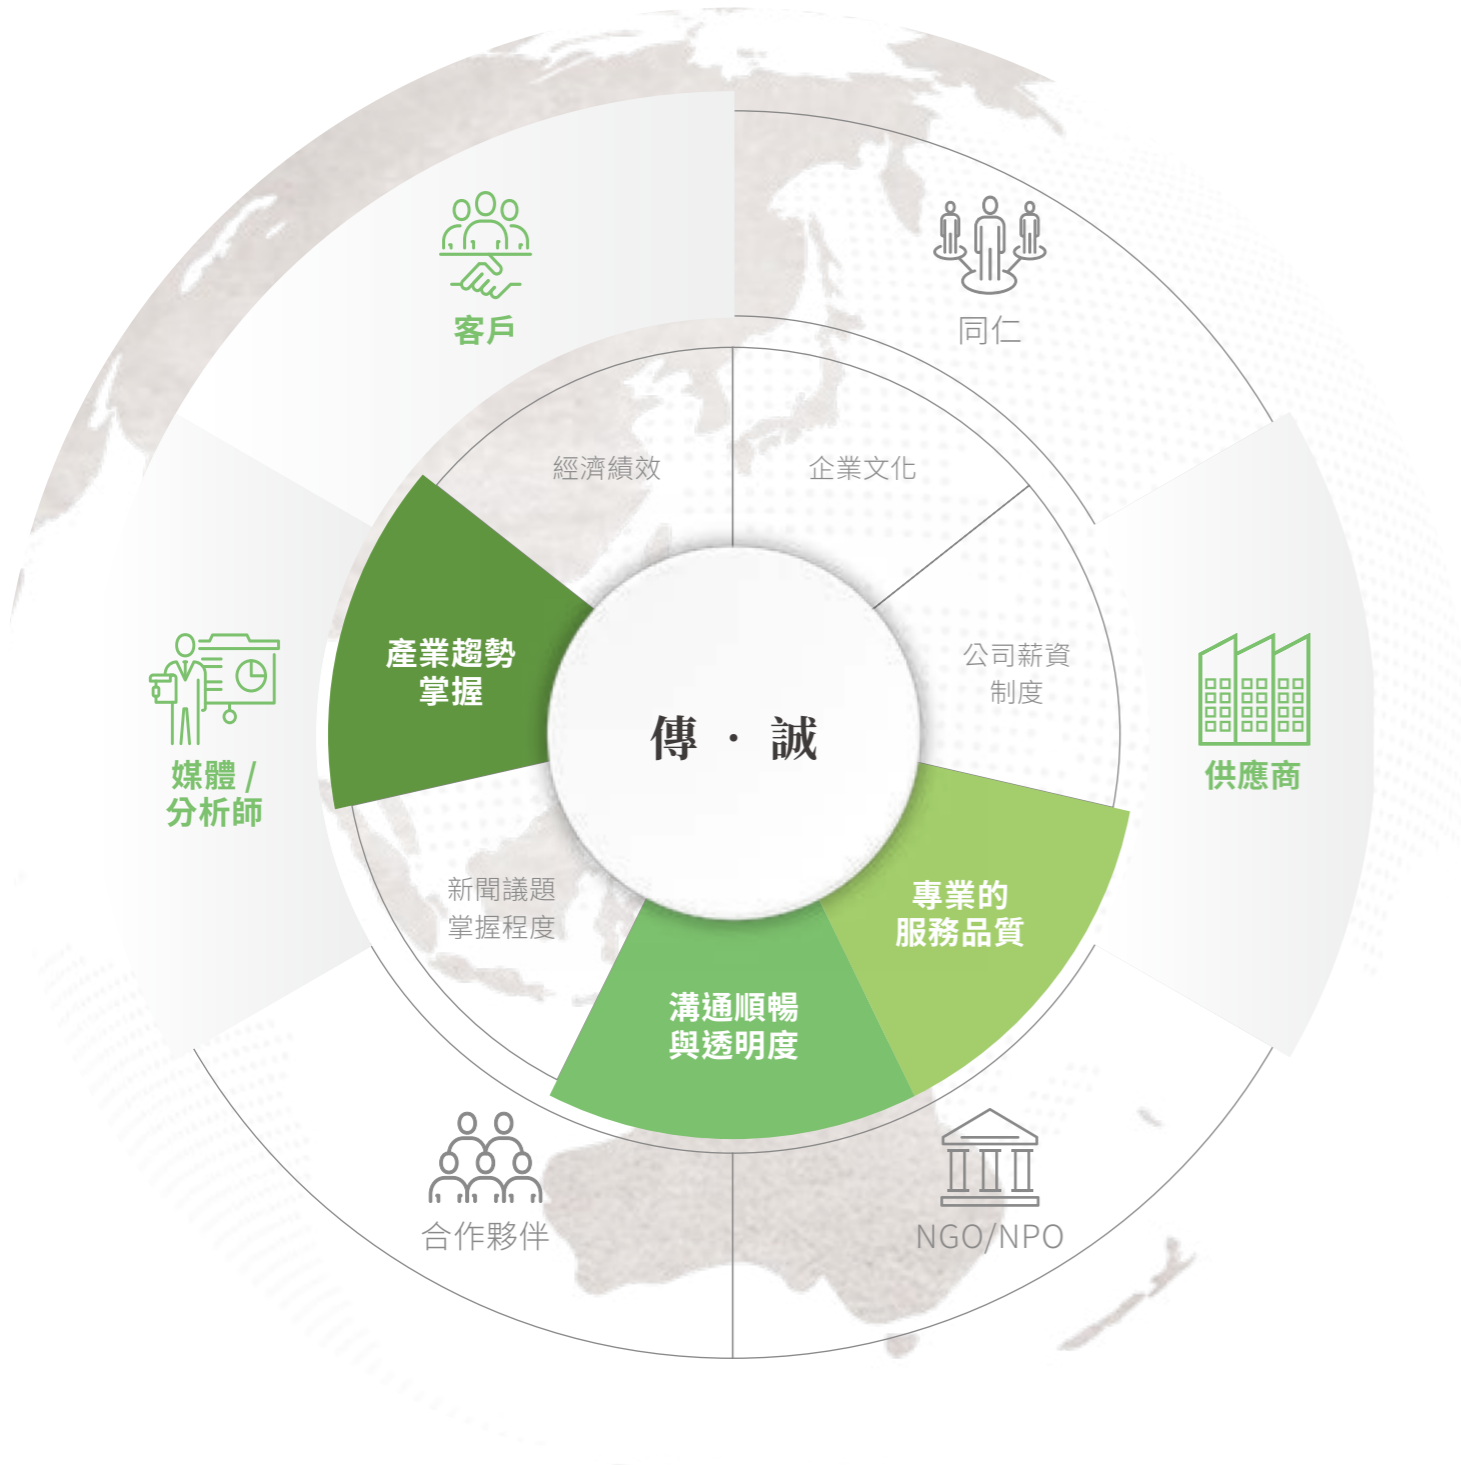 客戶
同仁
經濟績效
企業文化
產業趨勢
掌握
公司薪資
制度
傳・誠
媒體 /
分析師
供應商
新聞議題
掌握程度
專業的
服務品質
溝通順暢
與透明度
合作夥伴
NGO/NPO